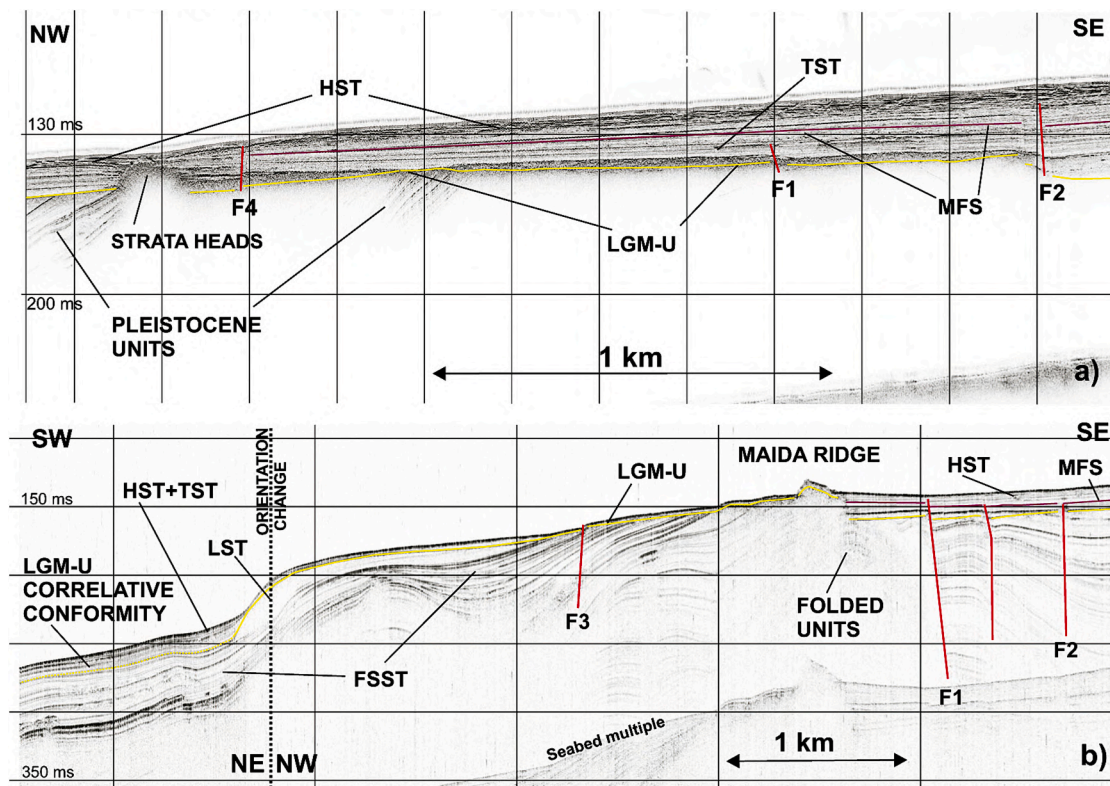 NW
SE
HST
TST
130 ms
F4
F1
F2
MFS
STRATA HEADS
LGM-U
200 ms
PLEISTOCENE
UNITS
1 km
a)
SW
SE
ORIENTATION
CHANGE
MAIDA RIDGE
LGM-U
HST
MFS
HST+TST
150 ms
LST
LGM-U
CORRELATIVE
CONFORMITY
FOLDED
UNITS
F3
F2
FSST
F1
Seabed multiple
1 km
NE
NW
b)
350 ms